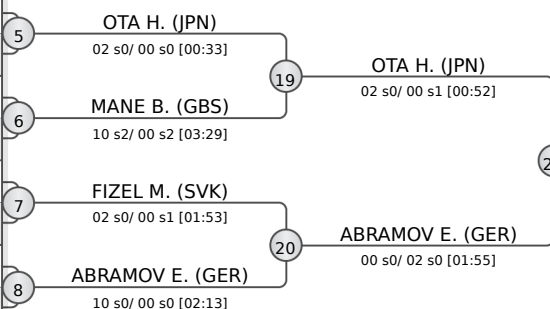 OTA H. (JPN)
5
02 s0/ 00 s0 [00:33]
OTA H. (JPN)
19
02 s0/ 00 s1 [00:52]
MANE B. (GBS)
6
10 s2/ 00 s2 [03:29]
2
FIZEL M. (SVK)
7
02 s0/ 00 s1 [01:53]
ABRAMOV E. (GER)
20
00 s0/ 02 s0 [01:55]
ABRAMOV E. (GER)
8
10 s0/ 00 s0 [02:13]